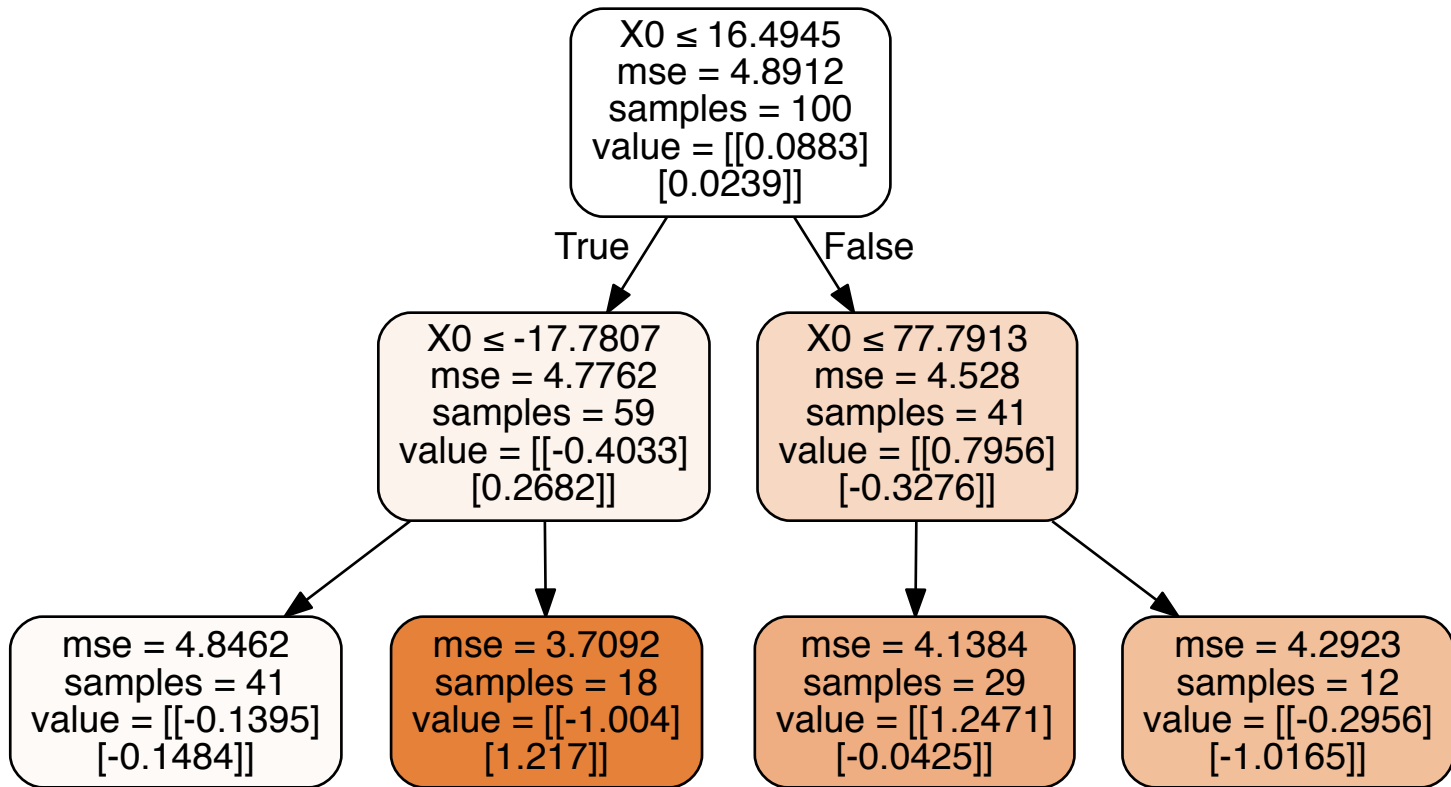 X0 ≤ 16.4945
mse = 4.8912
samples = 100
value = [[0.0883]
[0.0239]]
True
False
X0 ≤ -17.7807
mse = 4.7762
samples = 59
value = [[-0.4033]
[0.2682]]
X0 ≤ 77.7913
mse = 4.528
samples = 41
value = [[0.7956]
[-0.3276]]
mse = 4.8462
samples = 41
value = [[-0.1395]
[-0.1484]]
mse = 3.7092
samples = 18
value = [[-1.004]
[1.217]]
mse = 4.1384
samples = 29
value = [[1.2471]
[-0.0425]]
mse = 4.2923
samples = 12
value = [[-0.2956]
[-1.0165]]